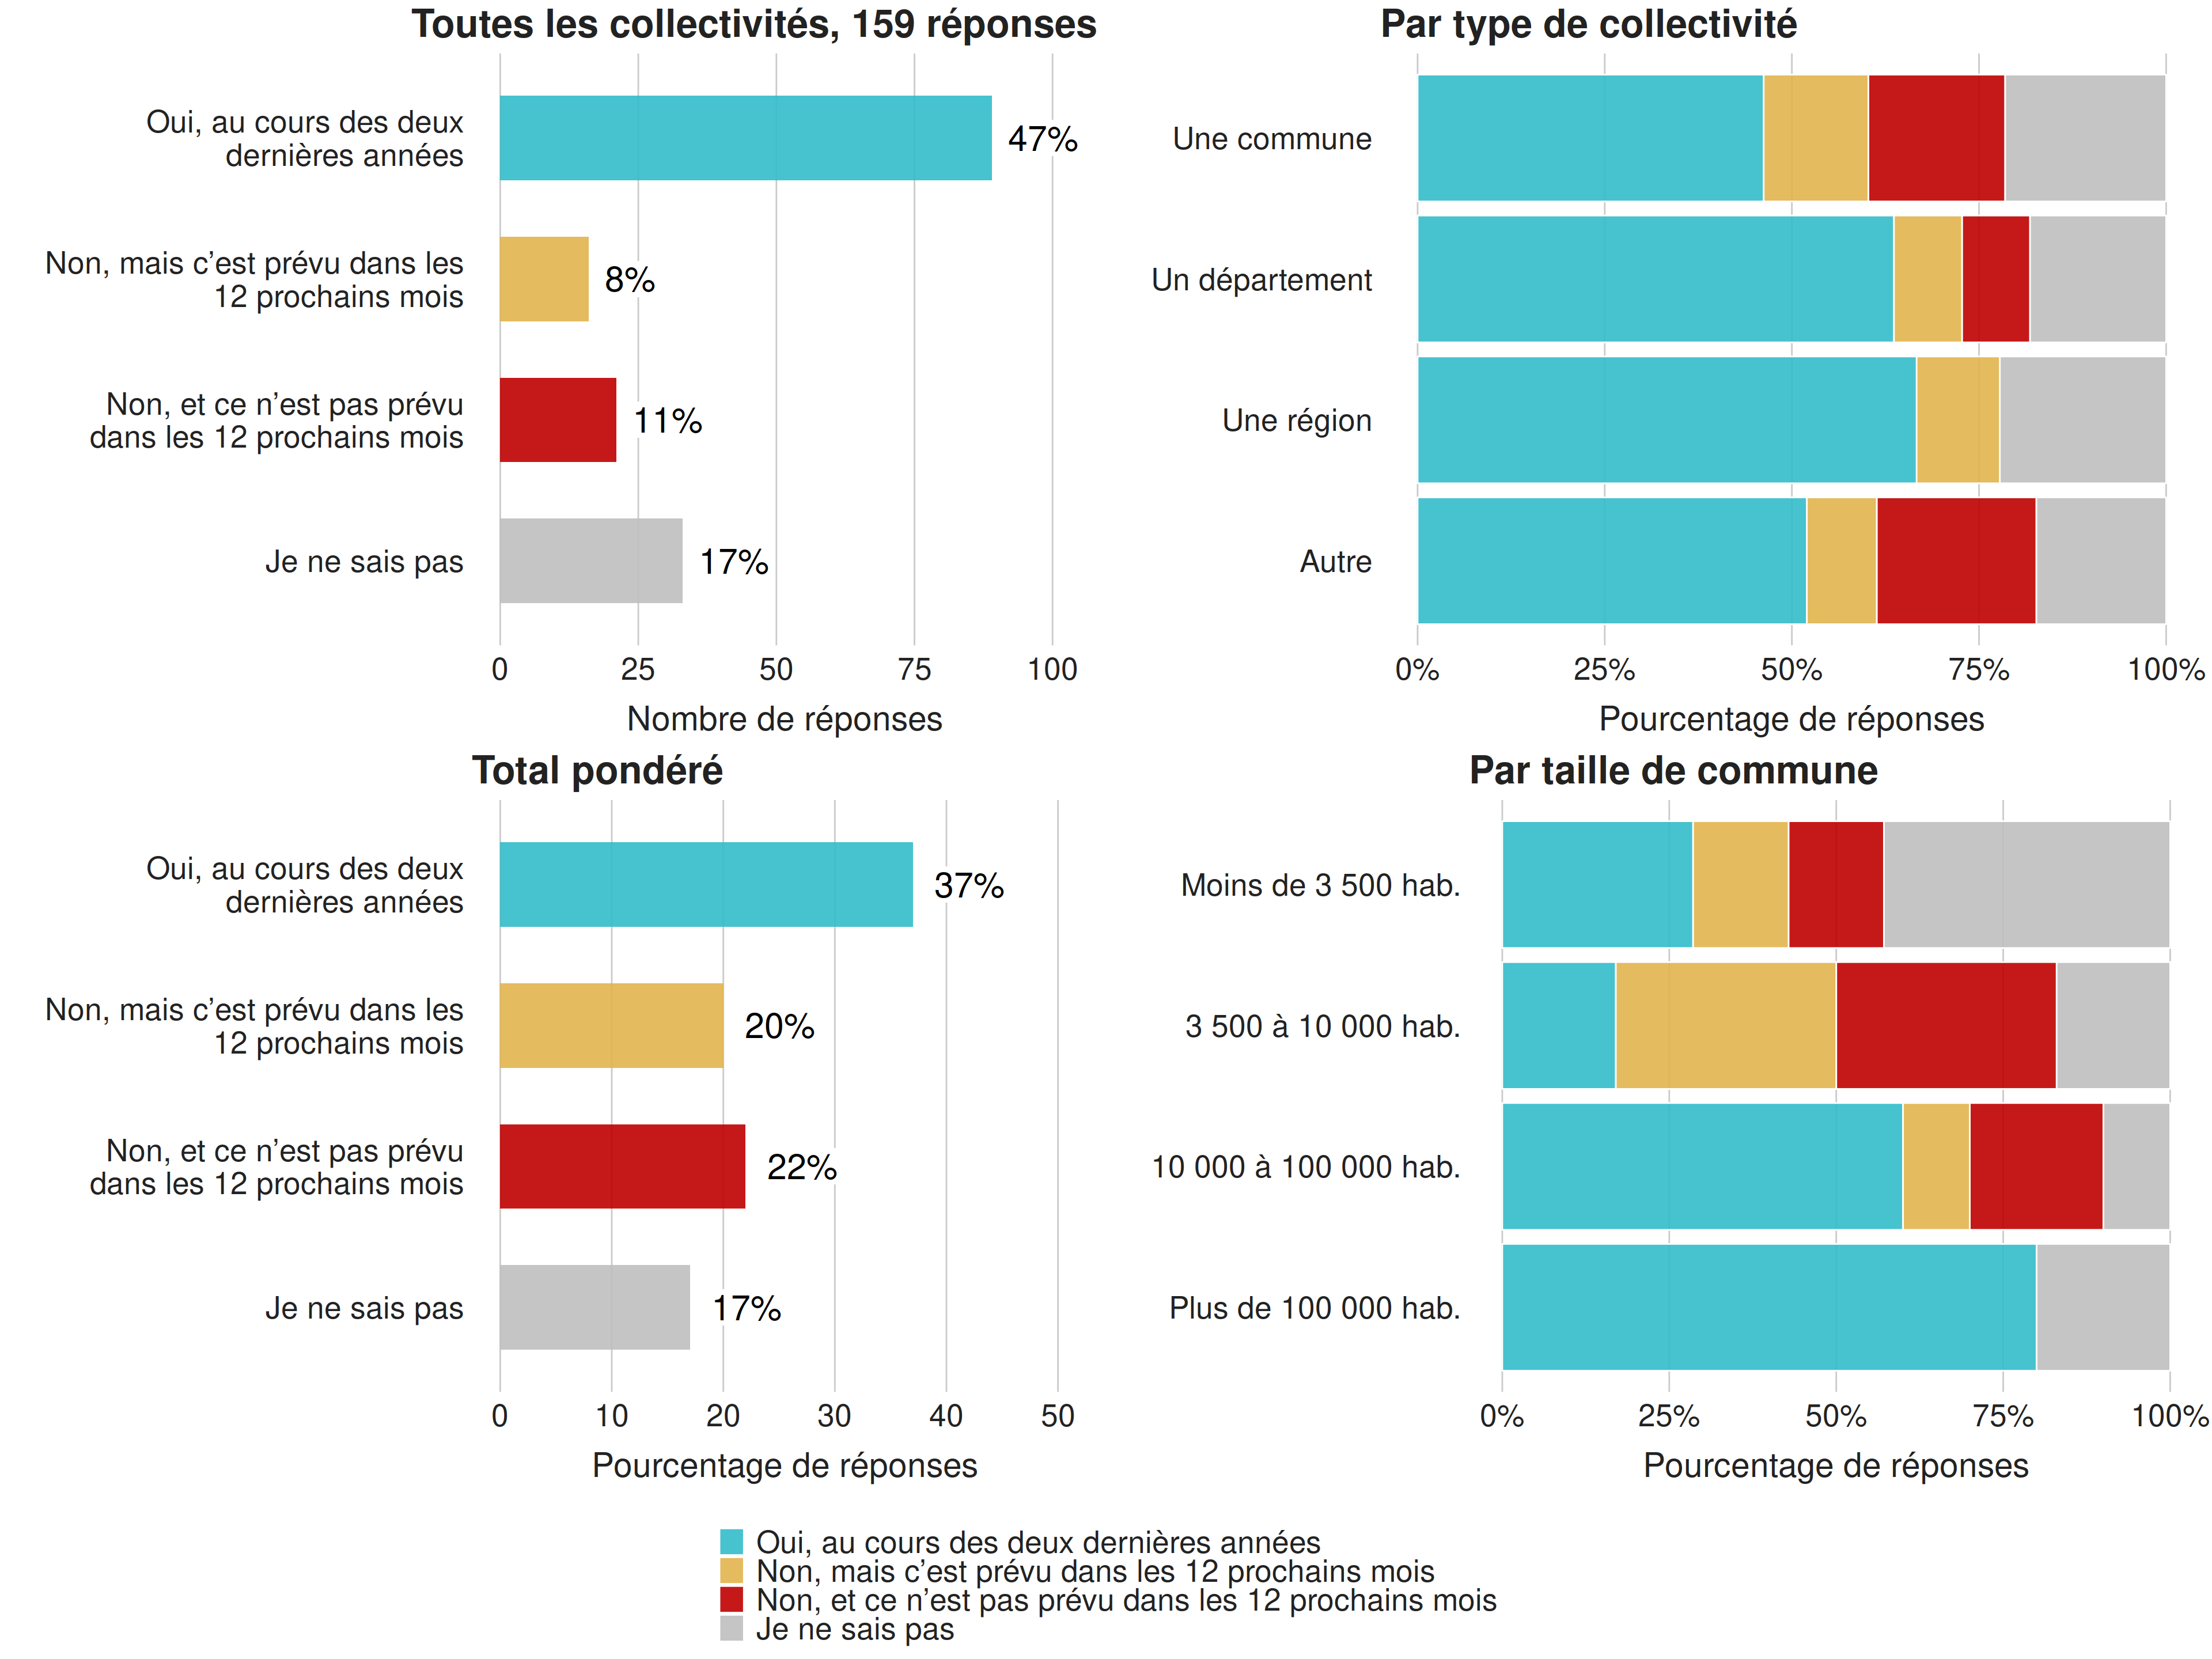 Toutes les collectivités, 159 réponses
Oui, au cours des deux
dernières années
47%
Non, mais c’est prévu dans les
12 prochains mois
8%
Non, et ce n’est pas prévu
dans les 12 prochains mois
11%
Je ne sais pas
17%
0 25 50 75 100
Nombre de réponses
Par type de collectivité
Une commune
Un département
Une région
Autre
0% 25% 50% 75% 100%
Pourcentage de réponses
Total pondéré
Oui, au cours des deux
dernières années
37%
Non, mais c’est prévu dans les
12 prochains mois
20%
Non, et ce n’est pas prévu
dans les 12 prochains mois
22%
Je ne sais pas
17%
0 10 20 30 40 50
Pourcentage de réponses
Par taille de commune
Moins de 3 500 hab.
3 500 à 10 000 hab.
10 000 à 100 000 hab.
Plus de 100 000 hab.
0% 25% 50% 75% 100%
Pourcentage de réponses
Oui, au cours des deux dernières années
Non, mais c’est prévu dans les 12 prochains mois
Non, et ce n’est pas prévu dans les 12 prochains mois
Je ne sais pas